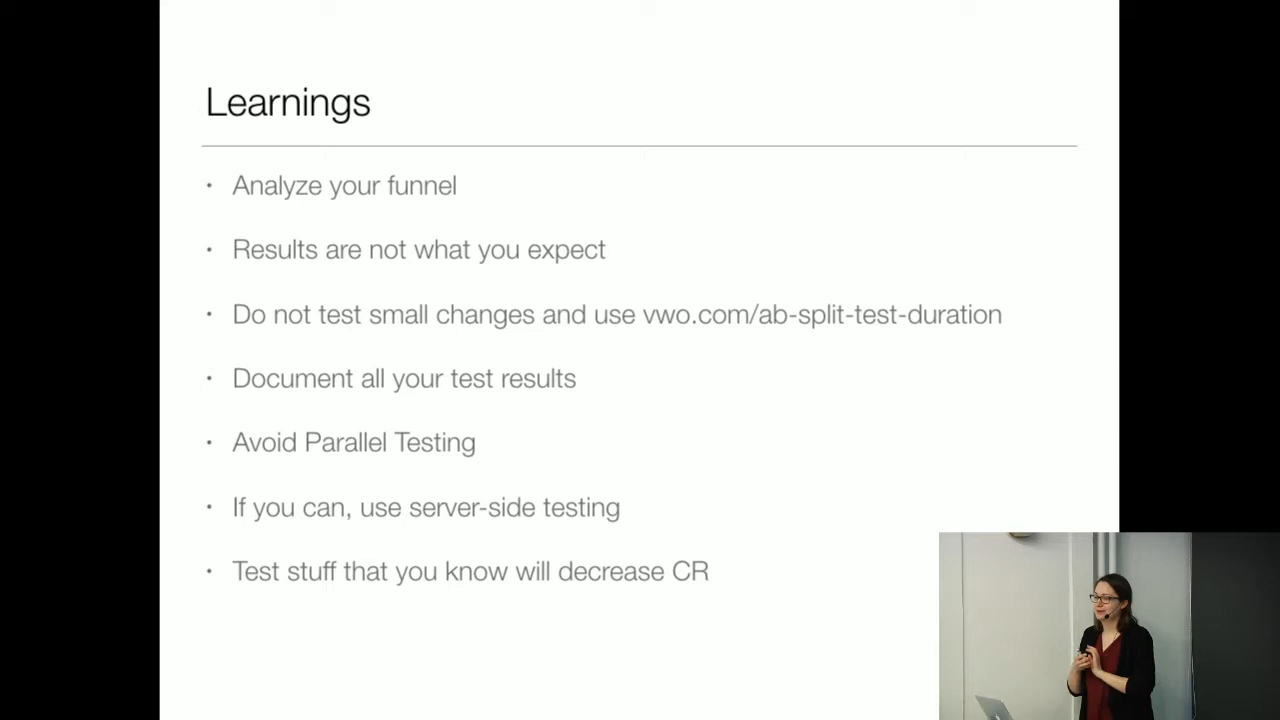 Learnings
• Analyze your funnel
• Results are not what you expect
• Do not test small changes and use vwo.com/ab-split-test-duration
• Document all your test results
• Avoid Parallel Testing
• If you can, use server-side testing
• Test stuff that you know will decrease CR